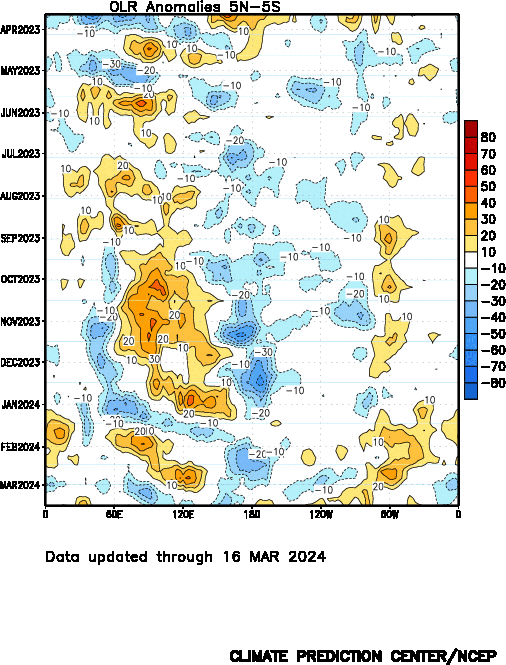 OLR Anomalies 5N-5S
APR2023
MAY2023
JUN2023
JUL2023
AUG2023
SEP2023
OCT2023
NOV2023
DEC2023
JAN2024
FEB2024
MAR2024
0 60E 120E 180 120W 60W 0
80
70
60
50
40
30
20
10
-10
-20
-30
-40
-50
-60
-70
-80
Data updated through 16 MAR 2024
CLIMATE PREDICTION CENTER/NCEP